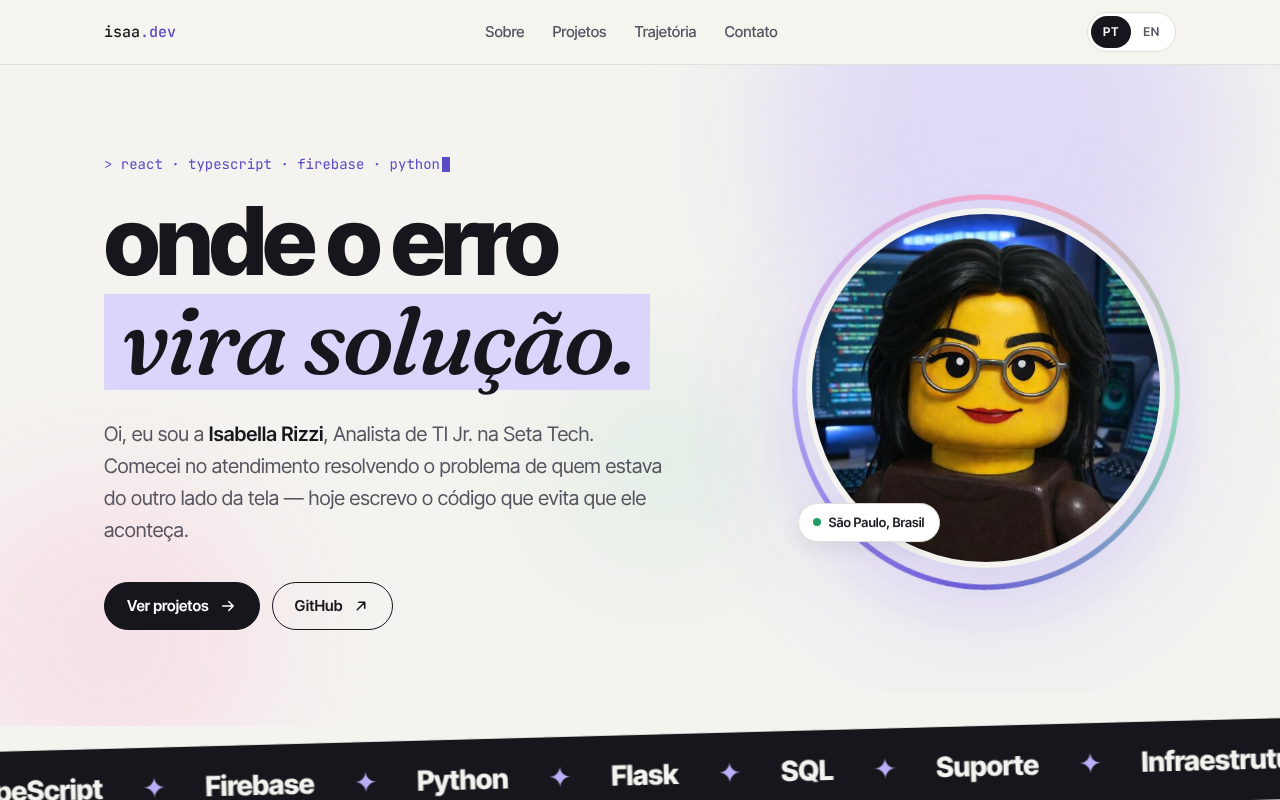 isaa.dev
Sobre
Projetos
Trajetória
Contato
PT
EN
> react · typescript · firebase · python
onde o erro
vira solução.
Oi, eu sou a Isabella Rizzi, Analista de TI Jr. na Seta Tech.
Comecei no atendimento resolvendo o problema de quem estava
do outro lado da tela — hoje escrevo o código que evita que ele
aconteça.
Ver projetos →
GitHub ↗
São Paulo, Brasil
peScript ✦ Firebase ✦ Python ✦ Flask ✦ SQL ✦ Suporte ✦ Infraestrutu